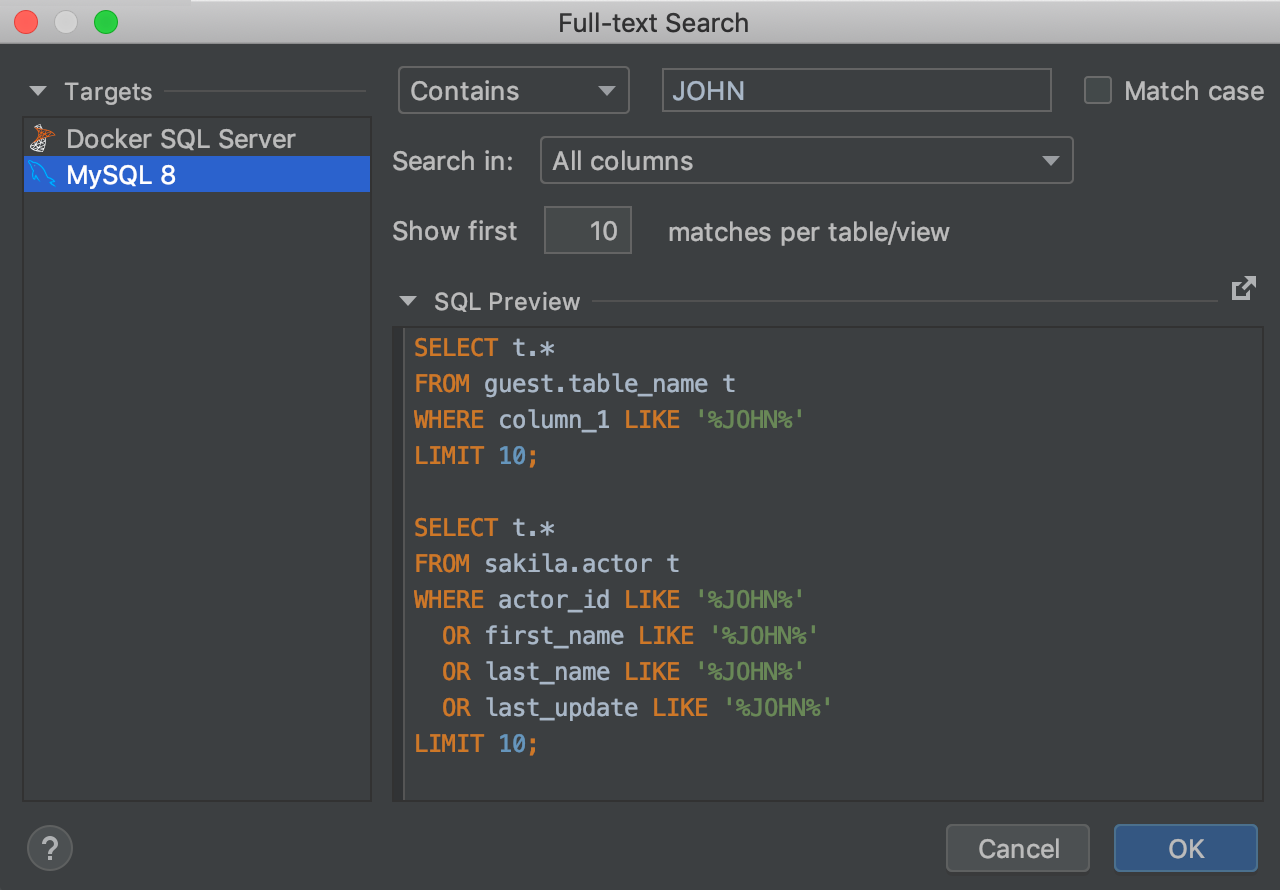 Full-text Search
Targets
Contains JOHN Match case
Docker SQL Server
MySQL 8
Search in: All columns
Show first 10 matches per table/view
SQL Preview
SELECT t.*
FROM guest.table_name t
WHERE column_1 LIKE '%JOHN%'
LIMIT 10;
SELECT t.*
FROM sakila.actor t
WHERE actor_id LIKE '%JOHN%'
OR first_name LIKE '%JOHN%'
OR last_name LIKE '%JOHN%'
OR last_update LIKE '%JOHN%'
LIMIT 10;
? Cancel OK